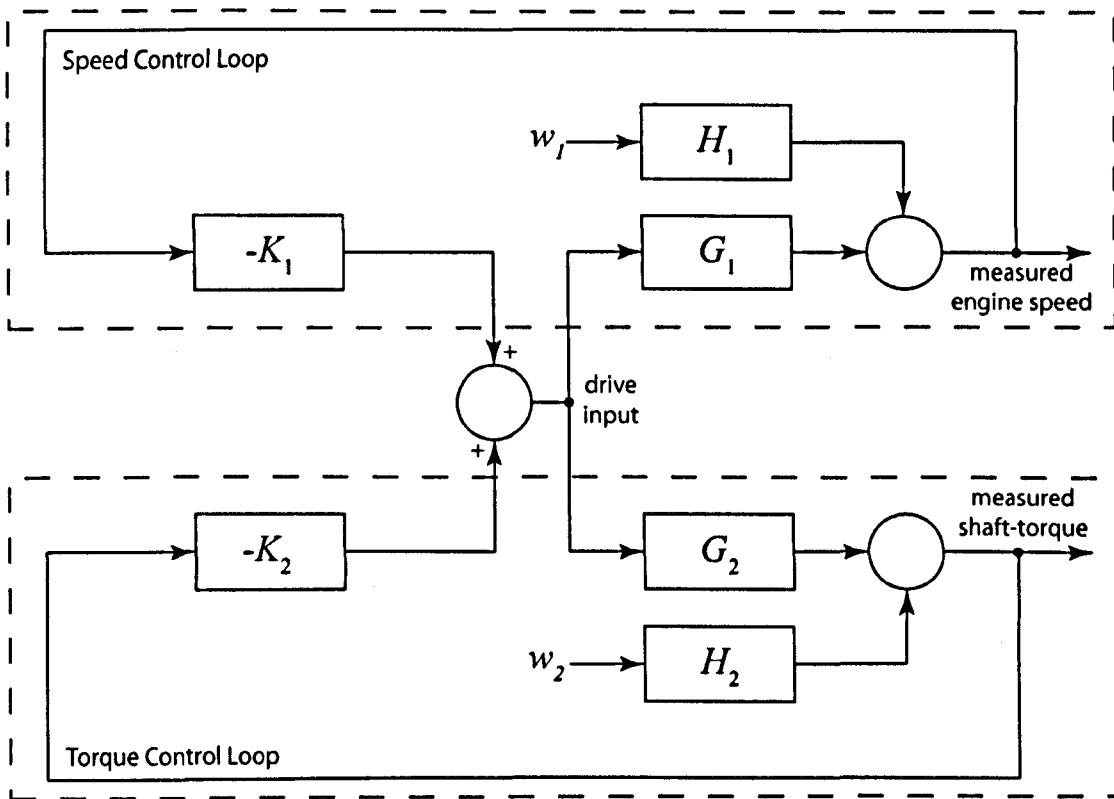 Speed Control Loop
w1
H1
-K1
G1
measured
engine speed
+
drive
input
+
measured
shaft-torque
-K2
G2
w2
H2
Torque Control Loop